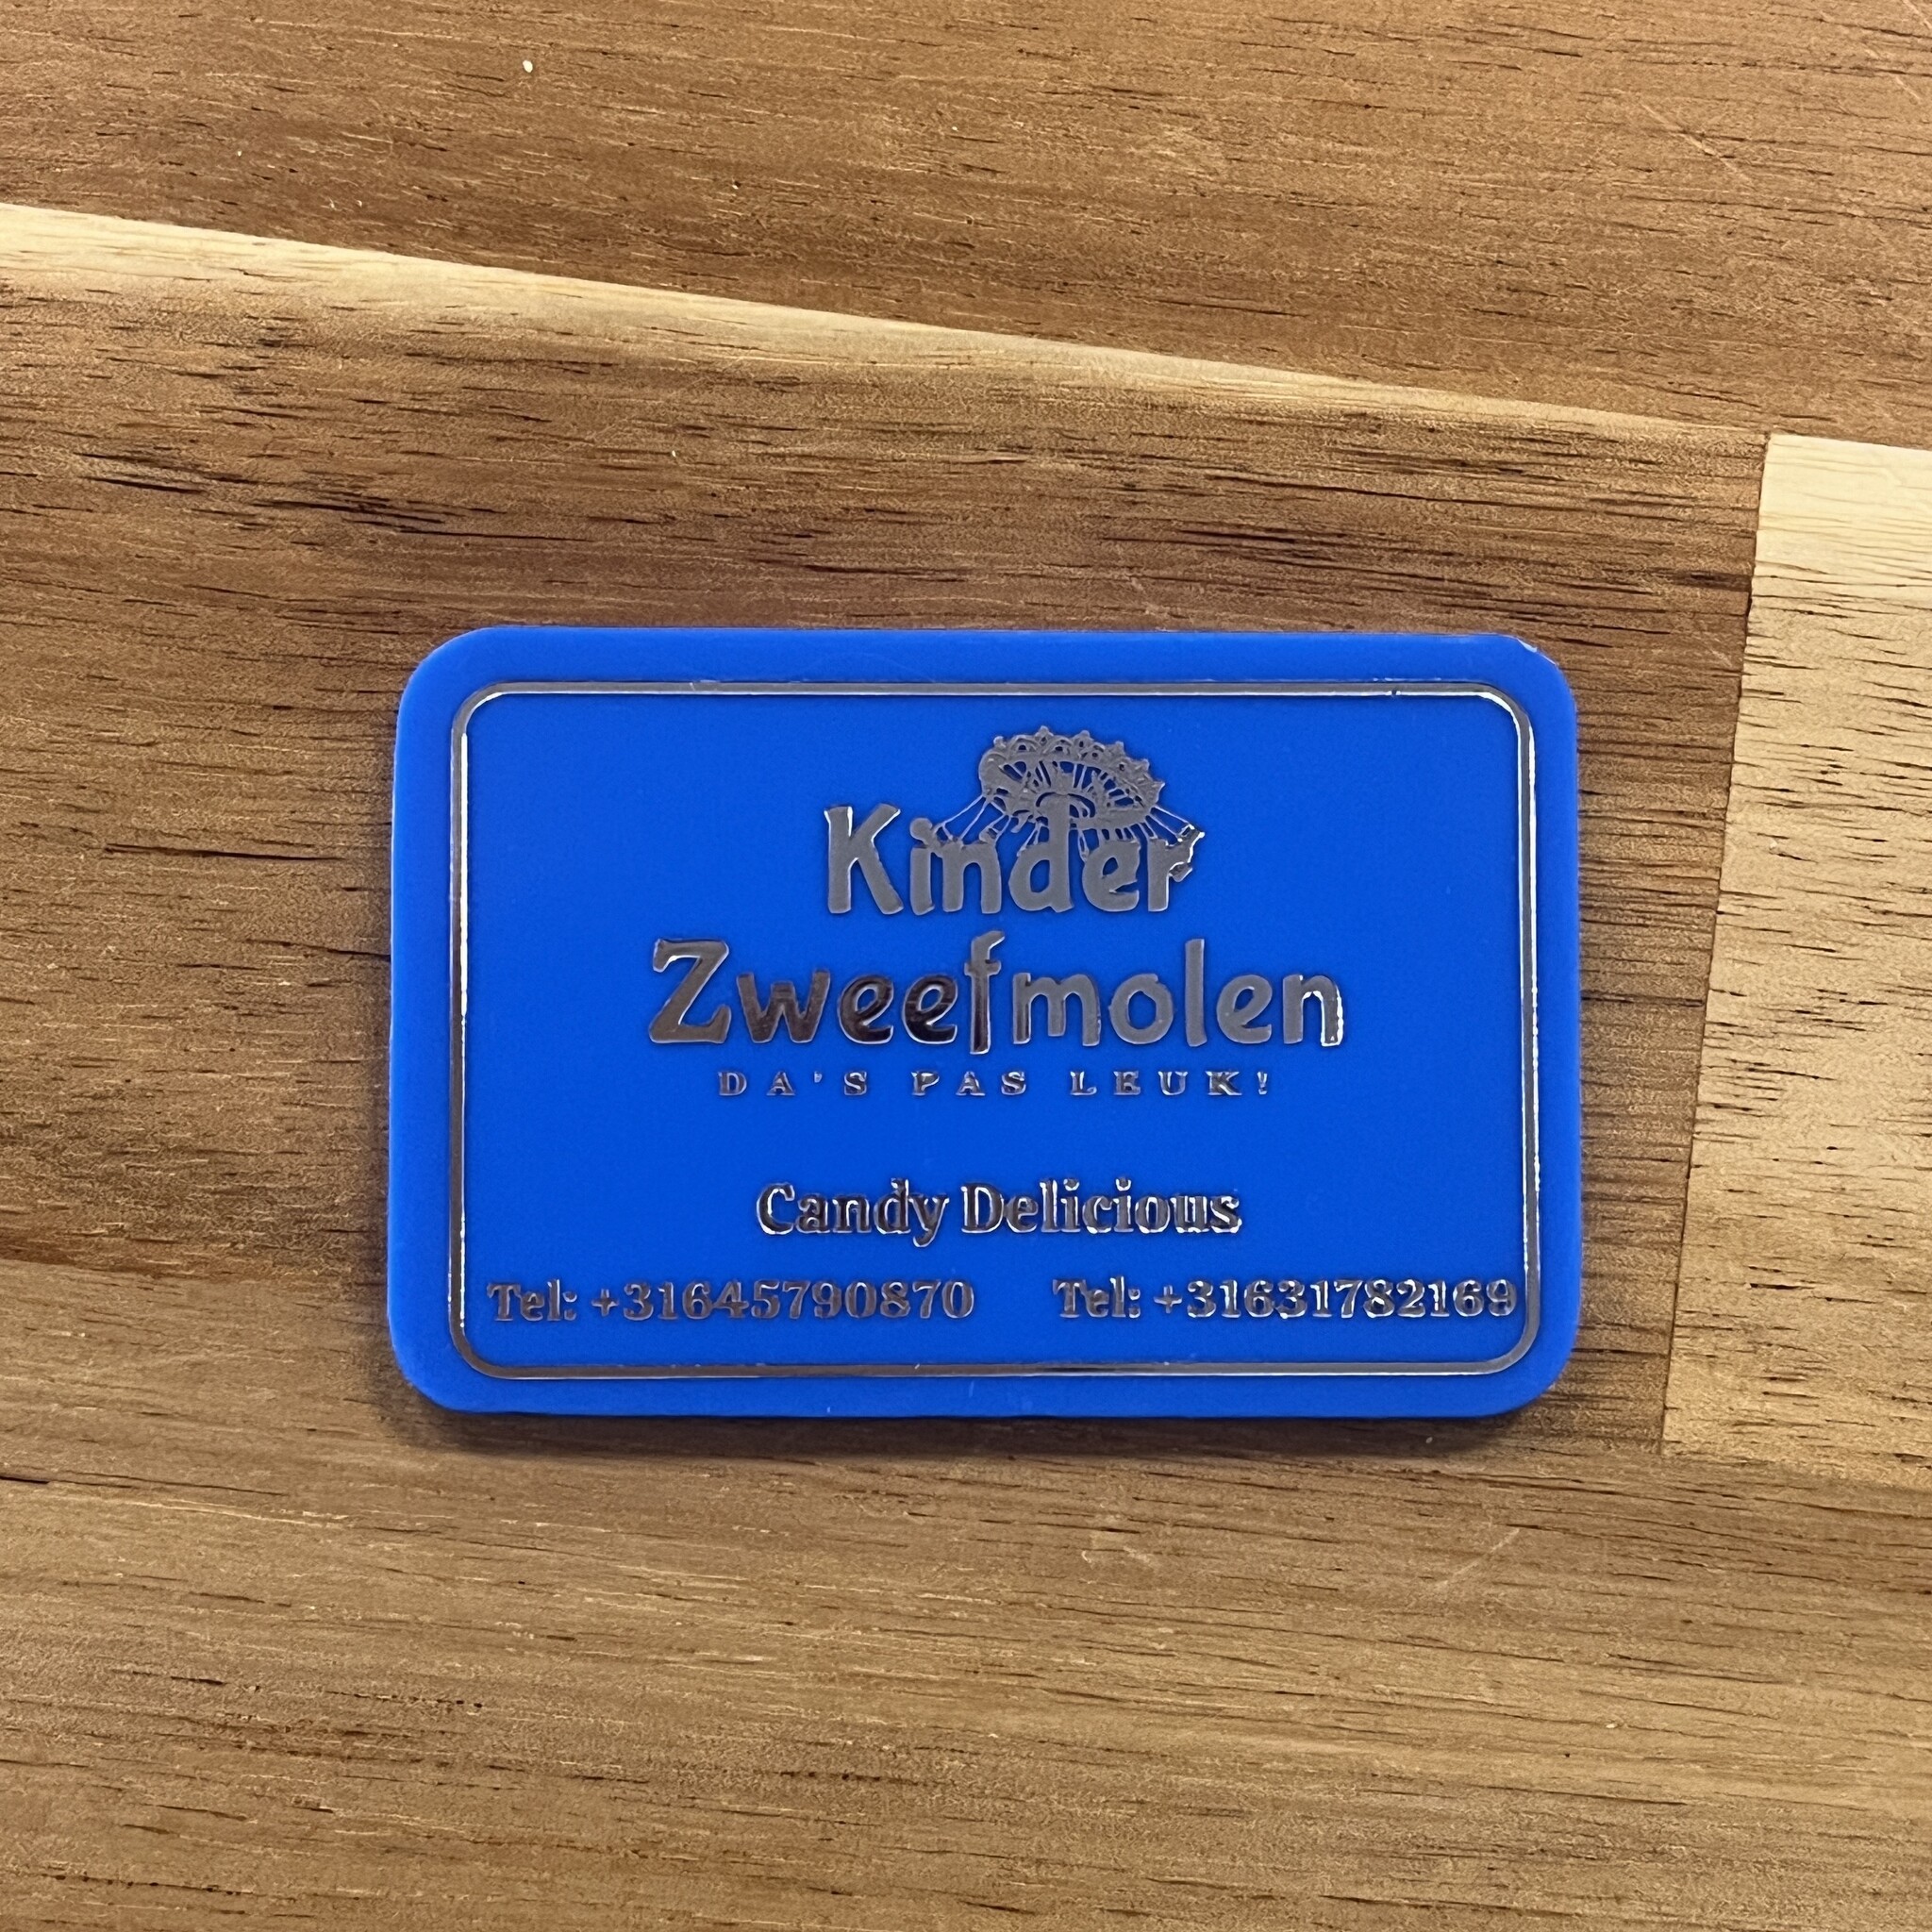 Kinder
Zweefmolen
DA'S PAS LEUK!
Candy Delicious
Tel: +31645790870 Tel: +31631782169